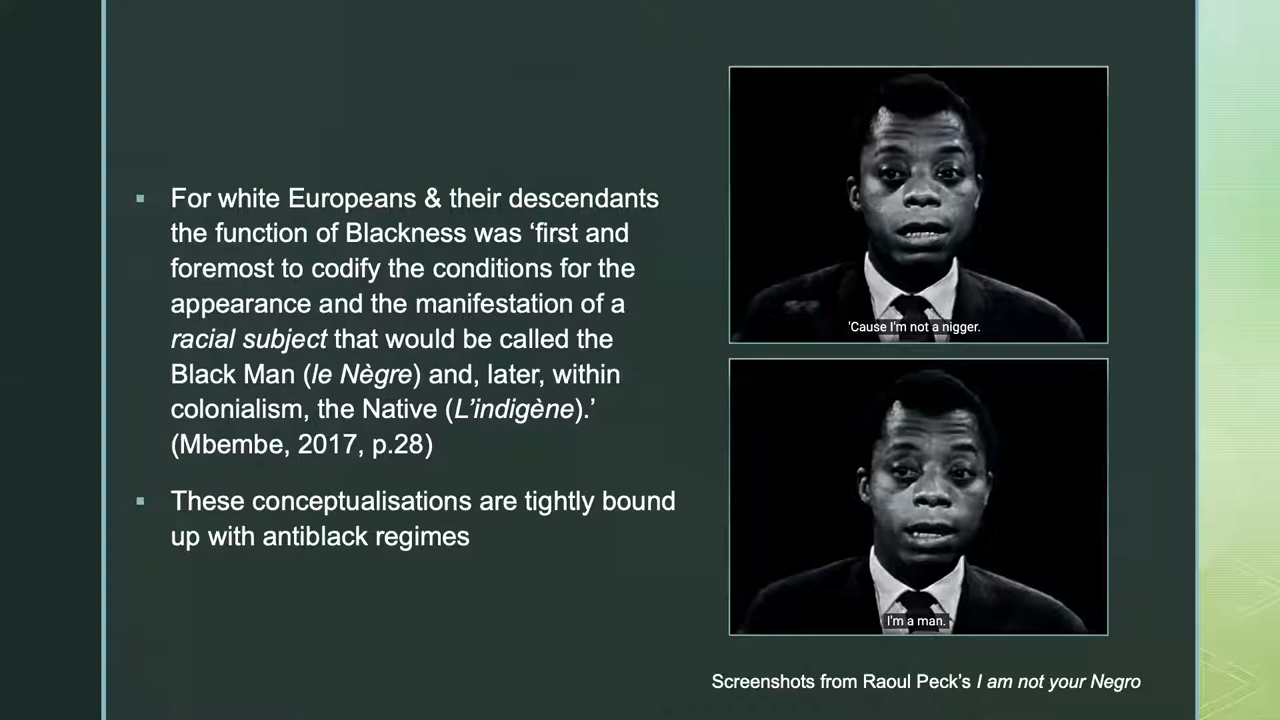 ▪ For white Europeans & their descendants
the function of Blackness was ‘first and
foremost to codify the conditions for the
appearance and the manifestation of a
racial subject that would be called the
Black Man (le Nègre) and, later, within
colonialism, the Native (L’indigène).’
(Mbembe, 2017, p.28)
▪ These conceptualisations are tightly bound
up with antiblack regimes
'Cause I'm not a nigger.
I'm a man.
Screenshots from Raoul Peck’s I am not your Negro